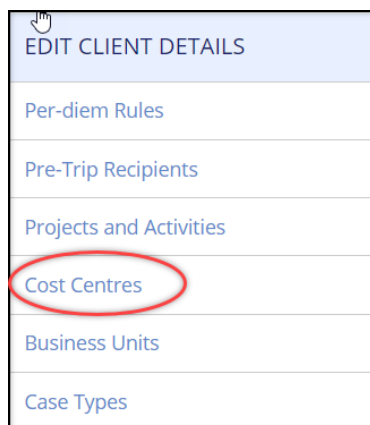 EDIT CLIENT DETAILS
Per-diem Rules
Pre-Trip Recipients
Projects and Activities
Cost Centres
Business Units
Case Types